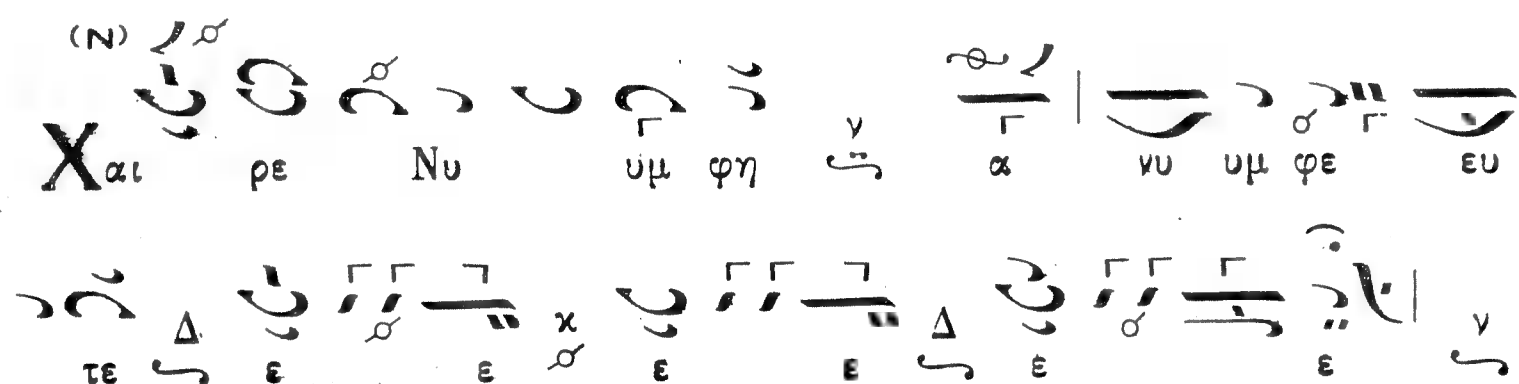 (Ν)
Χαι ρε Νυ υμ φη ν α νυ υμ φε ευ
τε Δ ε ε κ ε ε Δ ε ε ν